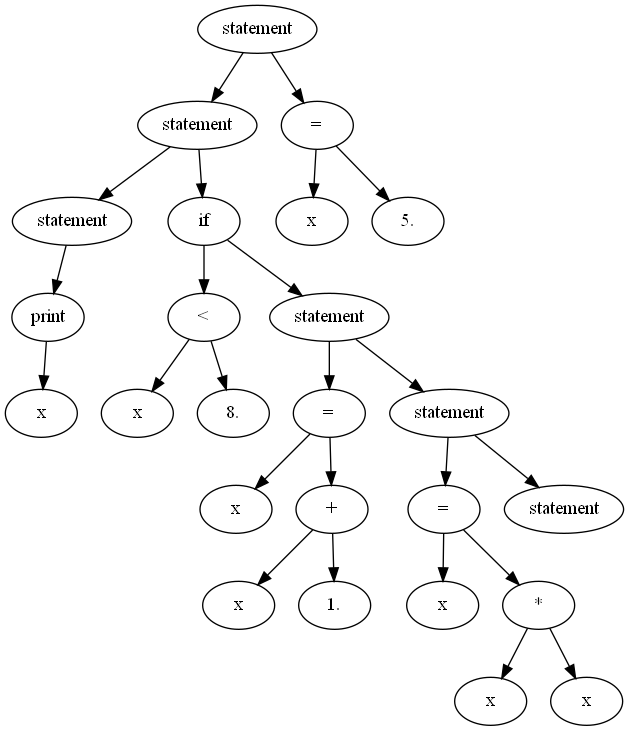 statement
statement
=
statement
if
x
5.
print
<
statement
x
x
8.
=
statement
x
+
=
statement
x
1.
x
*
x
x